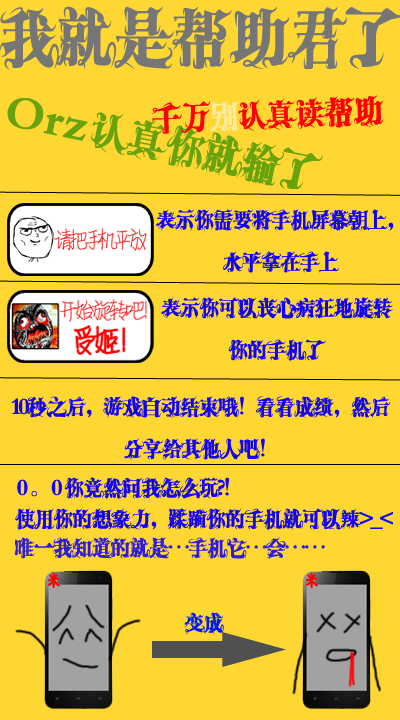 我就是帮助君了
千万别认真读帮助
Orz认真你就输了
请把手机平放
表示你需要将手机屏幕朝上，
水平拿在手上
开始旋转吧！
受姬！
表示你可以丧心病狂地旋转
你的手机了
10秒之后，游戏自动结束哦！看看成绩，然后
分享给其他人吧！
0。0你竟然问我怎么玩?!
使用你的想象力，蹂躏你的手机就可以辣>_<
唯一我知道的就是…手机它…会……
米
米
变成